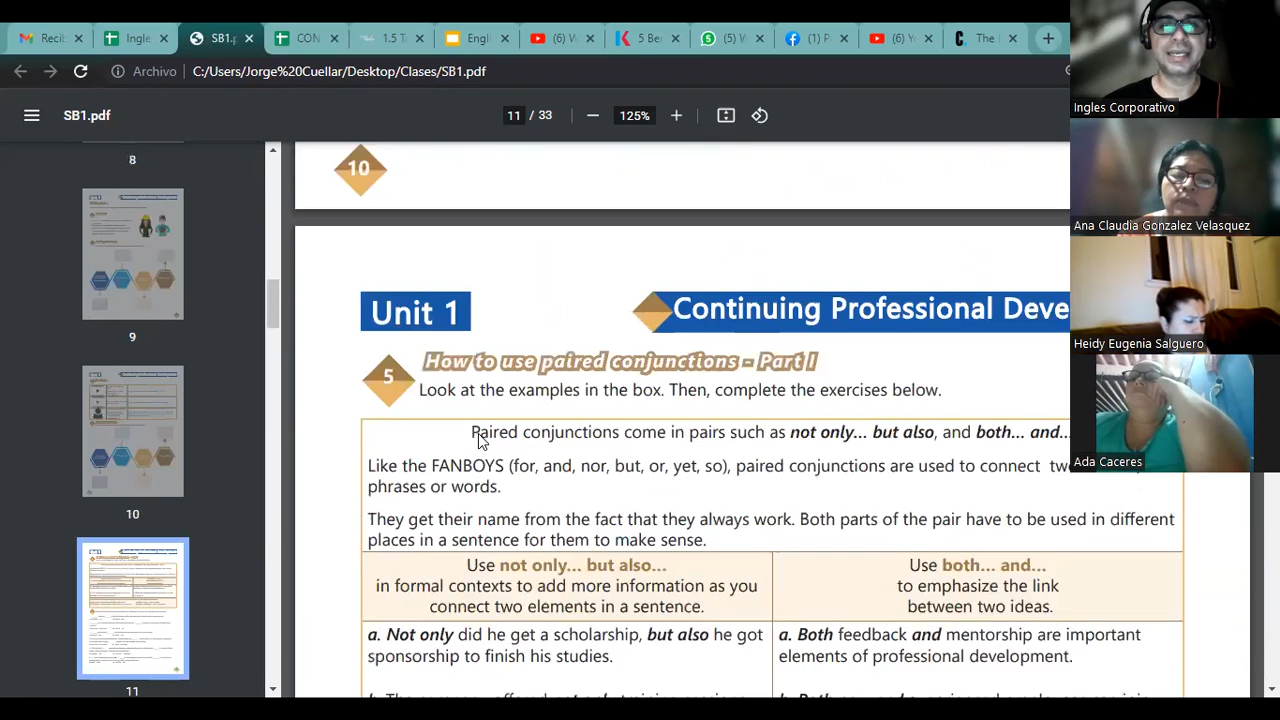 Recib
Ingle
SB1.p
CON
1.5 T
Engl
(6) W
5 Ber
(5) W
(1) P
(6) Yo
The
Archivo C:/Users/Jorge%20Cuellar/Desktop/Clases/SB1.pdf
SB1.pdf
11 / 33
125%
Ingles Corporativo
Ana Claudia Gonzalez Velasquez
Heidy Eugenia Salguero
Ada Caceres
8
9
10
11
10
Unit 1
Continuing Professional Deve
5
How to use paired conjunctions - Part I
Look at the examples in the box. Then, complete the exercises below.
Paired conjunctions come in pairs such as not only... but also, and both... and...
Like the FANBOYS (for, and, nor, but, or, yet, so), paired conjunctions are used to connect
phrases or words.
They get their name from the fact that they always work. Both parts of the pair have to be used in different
places in a sentence for them to make sense.
Use not only... but also...
in formal contexts to add more information as you
connect two elements in a sentence.
Use both... and...
to emphasize the link
between two ideas.
a. Not only did he get a scholarship, but also he got
sponsorship to finish his studies.
a. Both feedback and mentorship are important
elements of professional development.